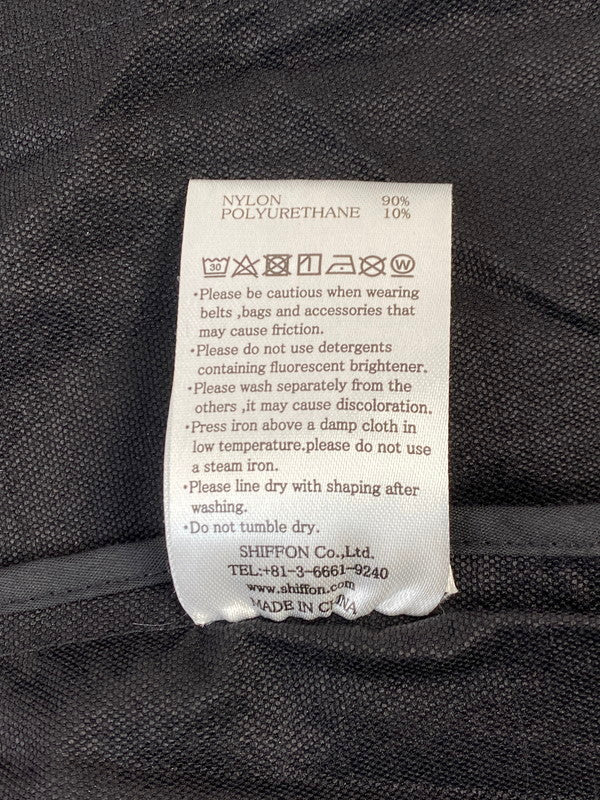 NYLON 90%
POLYURETHANE 10%
30 W
•Please be cautious when wearing
belts ,bags and accessories that
may cause friction.
•Please do not use detergents
containing fluorescent brightener.
•Please wash separately from the
others ,it may cause discoloration.
•Press iron above a damp cloth in
low temperature.please do not use
a steam iron.
•Please line dry with shaping after
washing.
•Do not tumble dry.
SHIFFON Co.,Ltd.
TEL:+81-3-6661-9240
www.shiffon.com
MADE IN CHINA